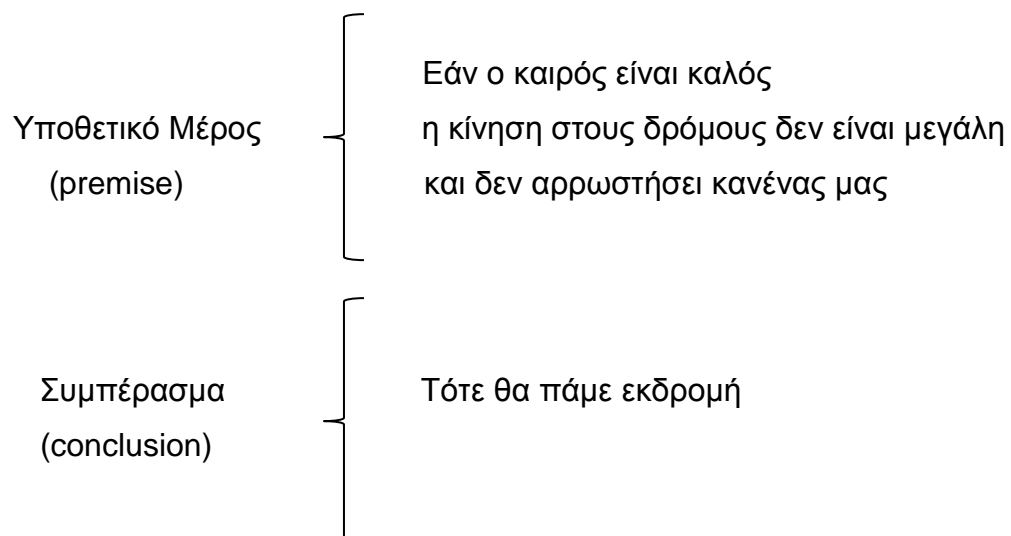 Υποθετικό Μέρος
(premise)
Εάν ο καιρός είναι καλός
η κίνηση στους δρόμους δεν είναι μεγάλη
και δεν αρρωστήσει κανένας μας
Συμπέρασμα
(conclusion)
Τότε θα πάμε εκδρομή